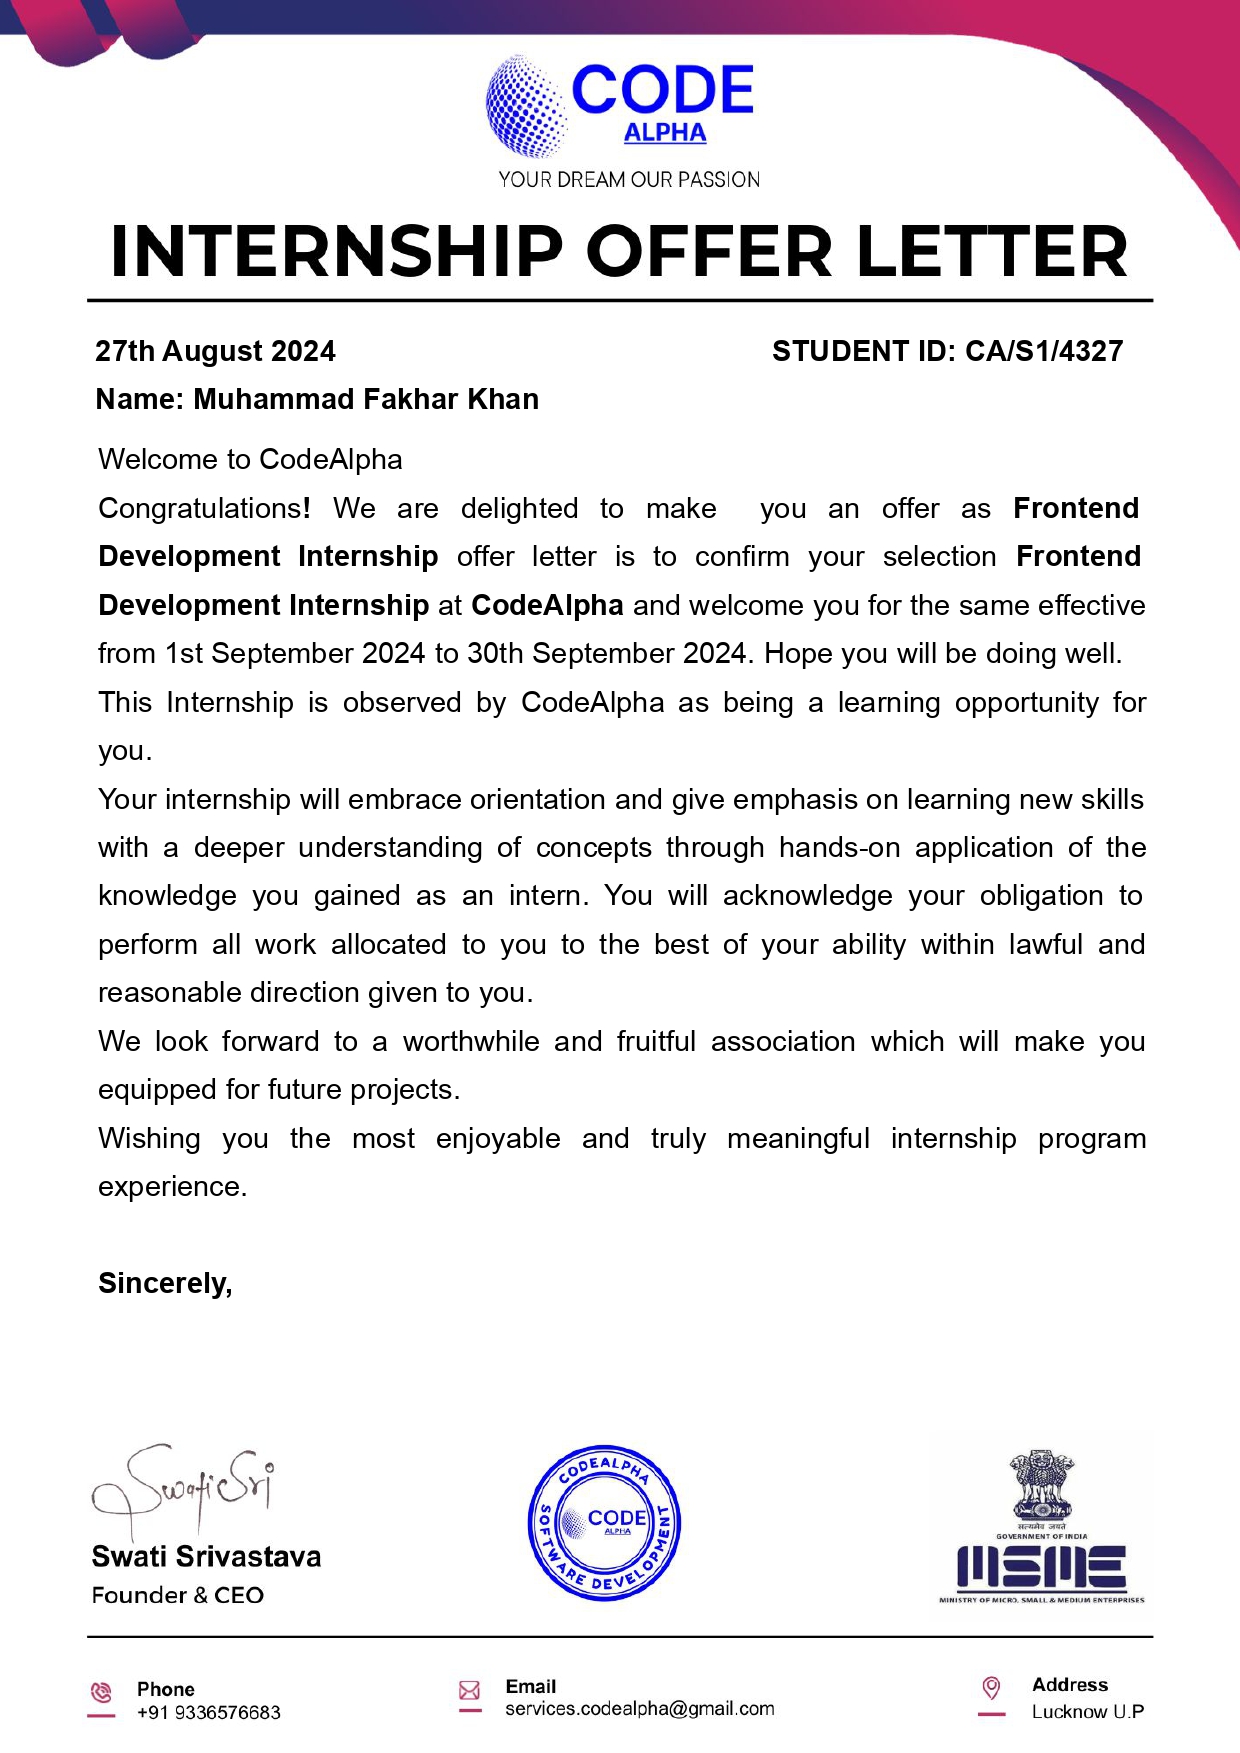 CODE
ALPHA
YOUR DREAM OUR PASSION
INTERNSHIP OFFER LETTER
27th August 2024 STUDENT ID: CA/S1/4327
Name: Muhammad Fakhar Khan
Welcome to CodeAlpha
Congratulations! We are delighted to make you an offer as Frontend
Development Internship offer letter is to confirm your selection Frontend
Development Internship at CodeAlpha and welcome you for the same effective
from 1st September 2024 to 30th September 2024. Hope you will be doing well.
This Internship is observed by CodeAlpha as being a learning opportunity for
you.
Your internship will embrace orientation and give emphasis on learning new skills
with a deeper understanding of concepts through hands-on application of the
knowledge you gained as an intern. You will acknowledge your obligation to
perform all work allocated to you to the best of your ability within lawful and
reasonable direction given to you.
We look forward to a worthwhile and fruitful association which will make you
equipped for future projects.
Wishing you the most enjoyable and truly meaningful internship program
experience.
Sincerely,
SwatiSri
Swati Srivastava
Founder & CEO
CODEALPHA
CODE
ALPHA
SOFTWARE DEVELOPMENT
सत्यमेव जयते
GOVERNMENT OF INDIA
MSME
MINISTRY OF MICRO, SMALL & MEDIUM ENTERPRISES
Phone
+91 9336576683
Email
services.codealpha@gmail.com
Address
Lucknow U.P